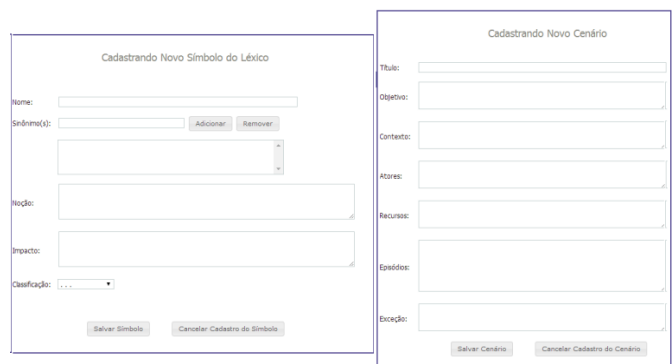 Cadastrando Novo Símbolo do Léxico
Nome:
Sinônimo(s):
Adicionar
Remover
Noção:
Impacto:
Classificação:
. . .
Salvar Símbolo
Cancelar Cadastro do Símbolo
Cadastrando Novo Cenário
Título:
Objetivo:
Contexto:
Atores:
Recursos:
Episódios:
Exceção:
Salvar Cenário
Cancelar Cadastro do Cenário